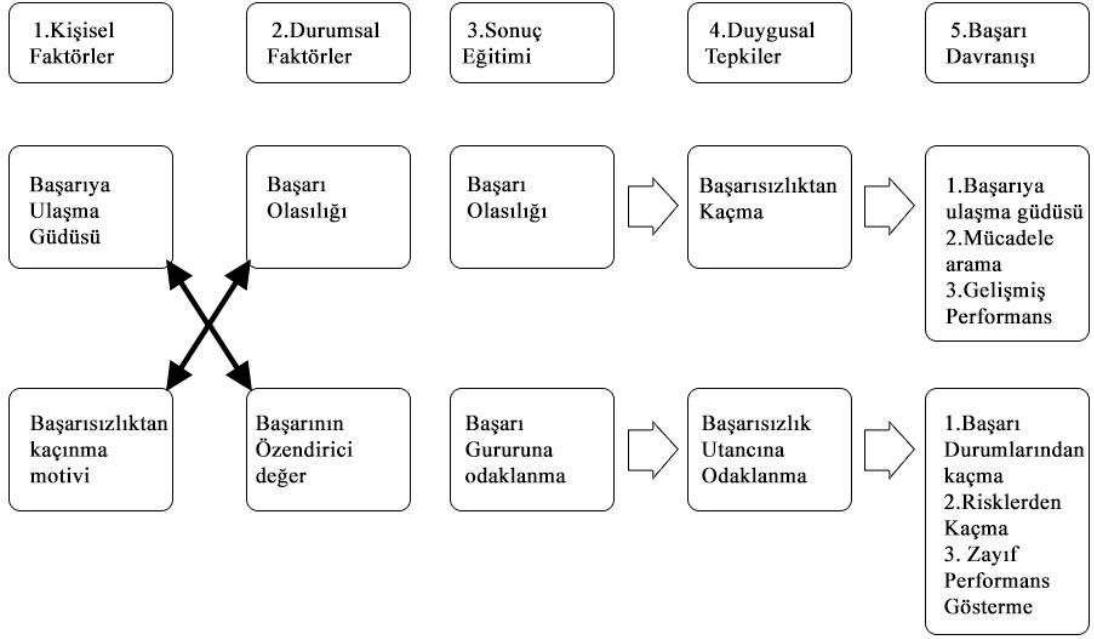 1.Kişisel
Faktörler
2.Durumsal
Faktörler
3.Sonuç
Eğitimi
4.Duygusal
Tepkiler
5.Başarı
Davranışı
Başarıya
Ulaşma
Güdüsü
Başarı
Olasılığı
Başarı
Olasılığı
Başarısızlıktan
Kaçma
1.Başarıya
ulaşma güdüsü
2.Mücadele
arama
3.Gelişmiş
Performans
Başarısızlıktan
kaçınma
motivi
Başarının
Özendirici
değer
Başarı
Gururuna
odaklanma
Başarısızlık
Utancına
Odaklanma
1.Başarı
Durumlarından
kaçma
2.Risklerden
Kaçma
3. Zayıf
Performans
Gösterme